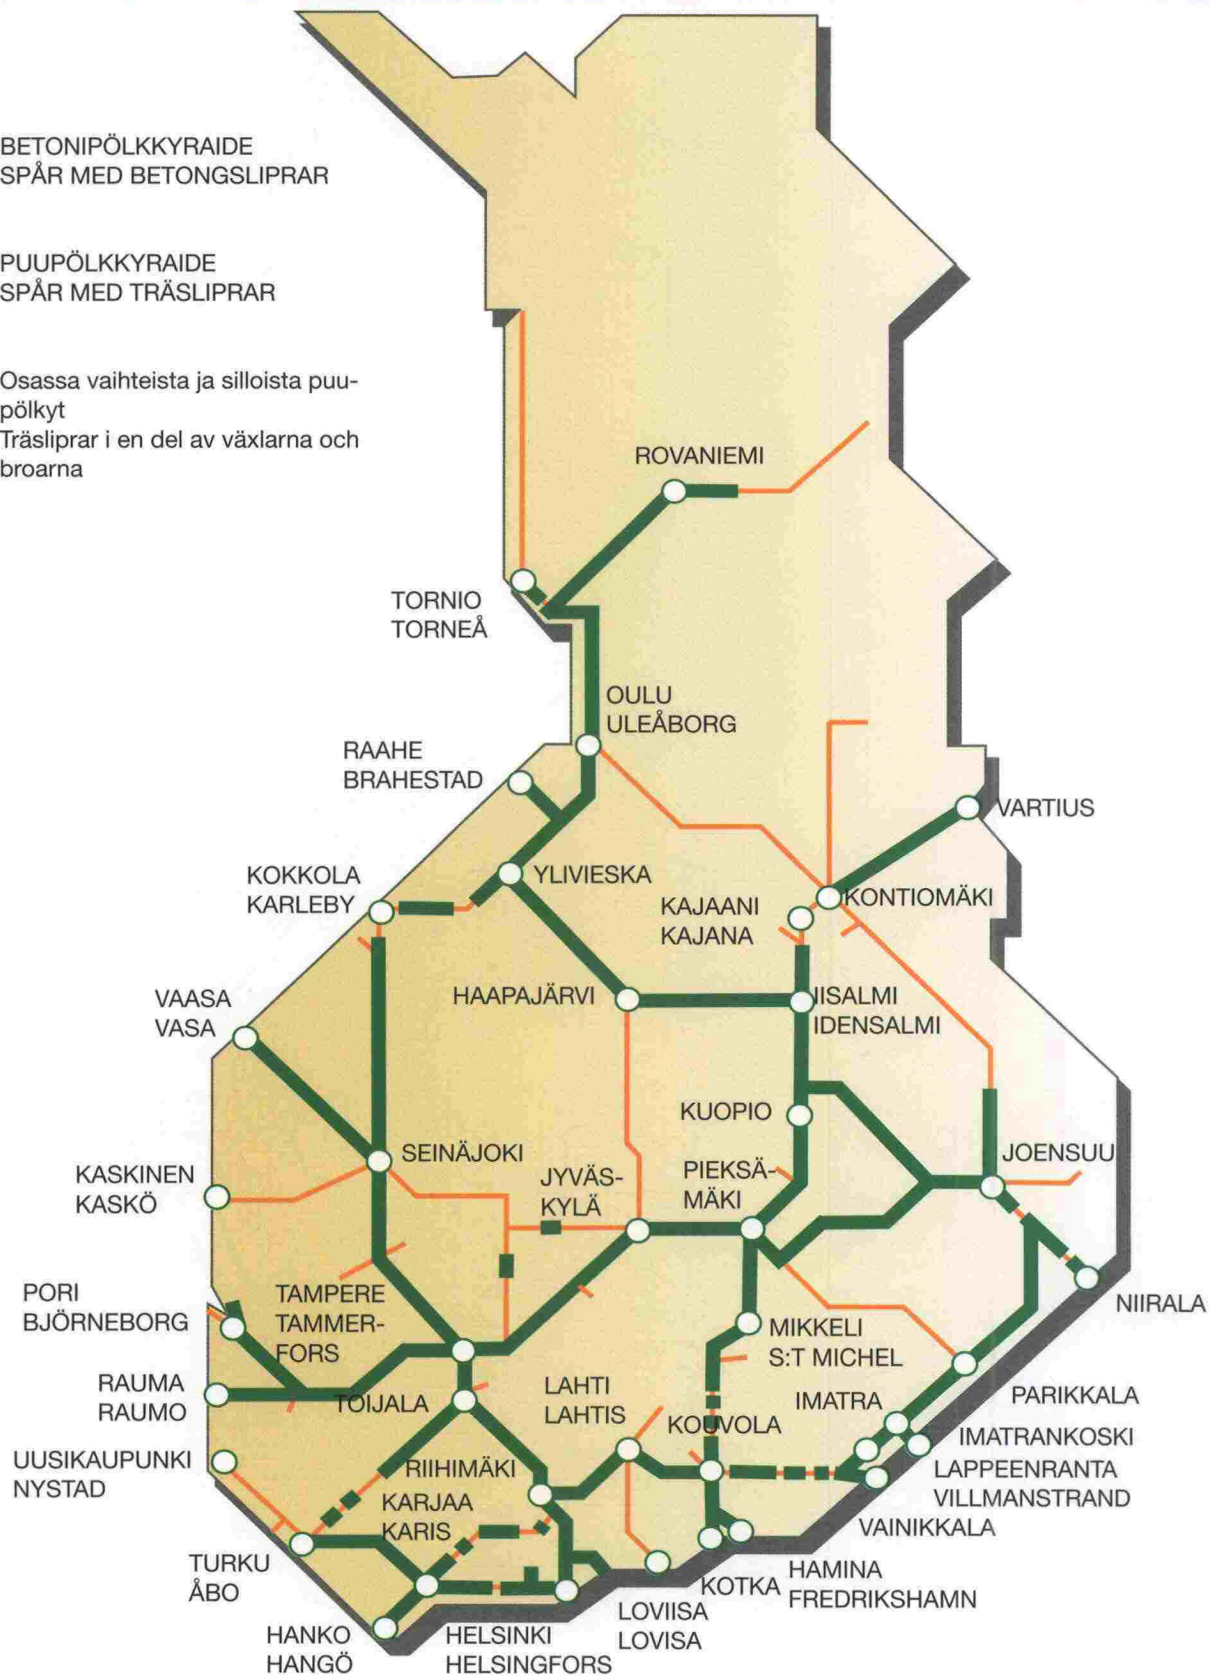 BETONIPÖLKKYRAIDE
SPÅR MED BETONGSLIPRAR
PUUPÖLKKYRAIDE
SPÅR MED TRÄSLIPRAR
Osassa vaihteista ja silloista puu-
pölkyt
Träsliprar i en del av växlarna och
broarna
ROVANIEMI
TORNIO
TORNEÅ
OULU
ULEÅBORG
RAAHE
BRAHESTAD
VARTIUS
KOKKOLA
KARLEBY
YLIVIESKA
KAJAANI
KAJANA
KONTIOMÄKI
VAASA
VASA
HAAPAJÄRVI
IISALMI
IDENSALMI
KUOPIO
SEINÄJOKI
JOENSUU
KASKINEN
KASKÖ
JYVÄS-
KYLÄ
PIEKSÄ-
MÄKI
PORI
BJÖRNEBORG
TAMPERE
TAMMER-
FORS
NIIRALA
MIKKELI
S:T MICHEL
RAUMA
RAUMO
TOIJALA
LAHTI
LAHTIS
IMATRA
PARIKKALA
KOUVOLA
IMATRANKOSKI
UUSIKAUPUNKI
NYSTAD
RIIHIMÄKI
LAPPEENRANTA
VILLMANSTRAND
KARJAA
KARIS
VAINIKKALA
TURKU
ÅBO
KOTKA
HAMINA
FREDRIKSHAMN
LOVIISA
LOVISA
HANKO
HANGÖ
HELSINKI
HELSINGFORS